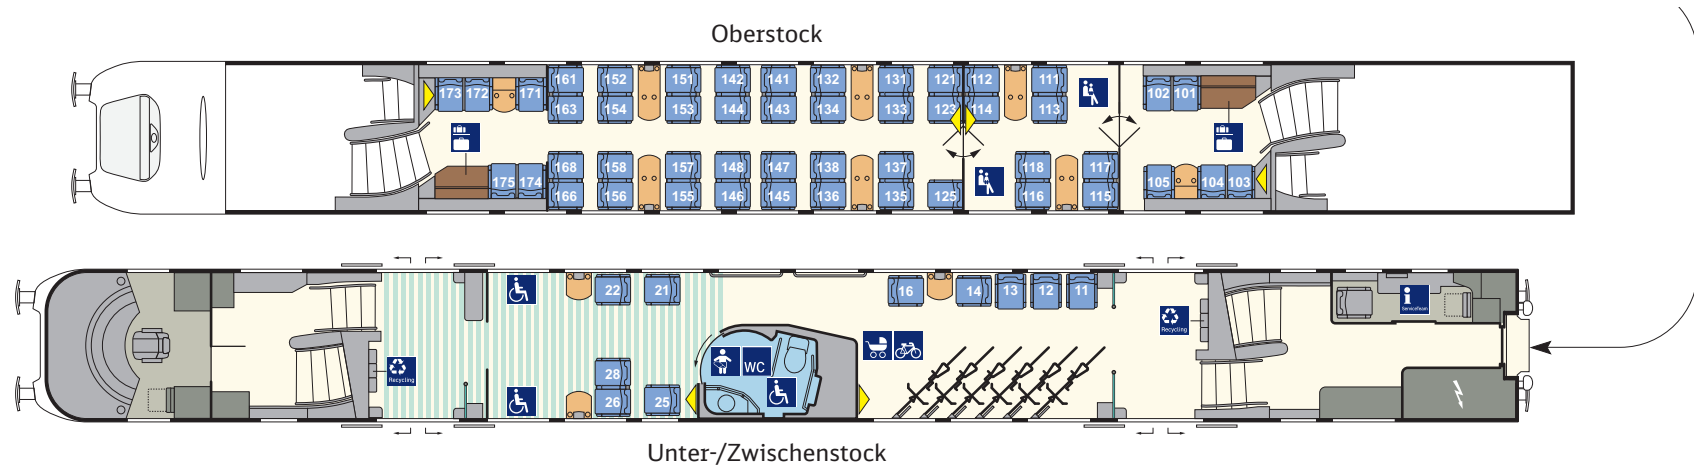 Oberstock
173 172 171 161 152 151 142 141 132 131 121 112 111 102 101
163 154 153 144 143 134 133 123 114 113
168 158 157 148 147 138 137 118 117
175 174 166 156 155 146 145 136 135 125 116 115 105 104 103
22 21 16 14 13 12 11
ServiceTeam
Recycling
WC
Recycling
28
26 25
Unter-/Zwischenstock